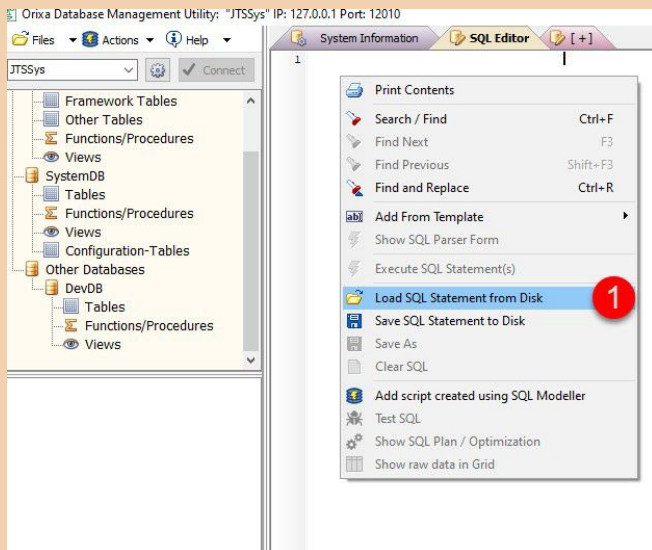 Orixa Database Management Utility: "JTSSys" IP: 127.0.0.1 Port: 12010
Files Actions Help
System Information SQL Editor [+]
JTSSys Connect
1
Framework Tables
Other Tables
Functions/Procedures
Views
SystemDB
Tables
Functions/Procedures
Views
Configuration-Tables
Other Databases
DevDB
Tables
Functions/Procedures
Views
Print Contents
Search / Find Ctrl+F
Find Next F3
Find Previous Shift+F3
Find and Replace Ctrl+R
Add From Template
Show SQL Parser Form
Execute SQL Statement(s)
Load SQL Statement from Disk 1
Save SQL Statement to Disk
Save As
Clear SQL
Add script created using SQL Modeller
Test SQL
Show SQL Plan / Optimization
Show raw data in Grid